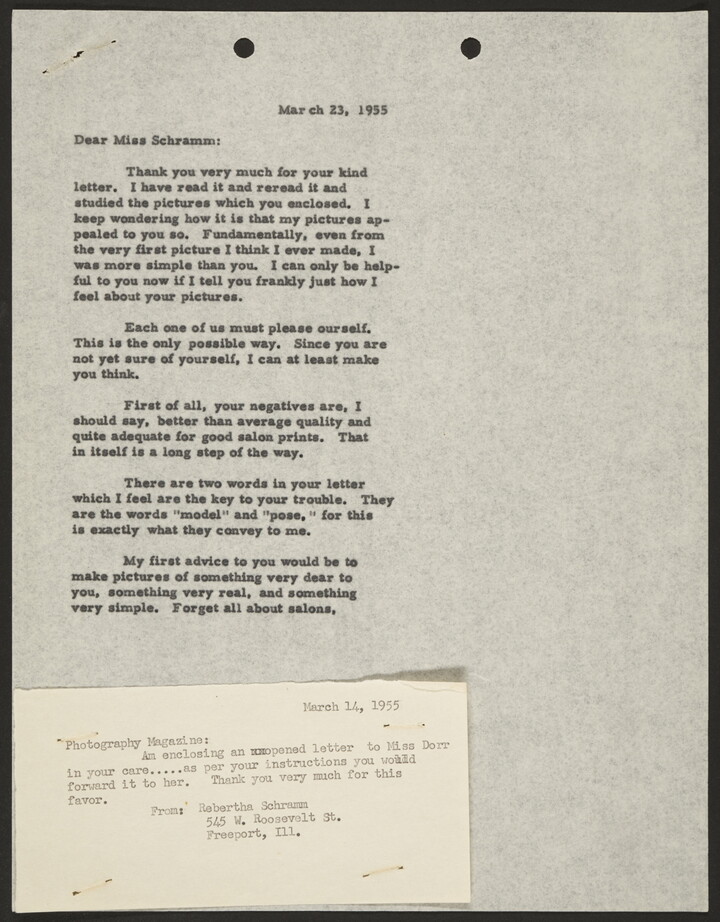 March 23, 1955
Dear Miss Schramm:
Thank you very much for your kind
letter. I have read it and reread it and
studied the pictures which you enclosed. I
keep wondering how it is that my pictures ap-
pealed to you so. Fundamentally, even from
the very first picture I think I ever made, I
was more simple than you. I can only be help-
ful to you now if I tell you frankly just how I
feel about your pictures.
Each one of us must please ourself.
This is the only possible way. Since you are
not yet sure of yourself, I can at least make
you think.
First of all, your negatives are, I
should say, better than average quality and
quite adequate for good salon prints. That
in itself is a long step of the way.
There are two words in your letter
which I feel are the key to your trouble. They
are the words "model" and "pose," for this
is exactly what they convey to me.
My first advice to you would be to
make pictures of something very dear to
you, something very real, and something
very simple. Forget all about salons,
March 14, 1955
Photography Magazine:
Am enclosing an opened letter to Miss Dorr
in your care.....as per your instructions you would
forward it to her. Thank you very much for this
favor.
From: Rebertha Schramm
545 W. Roosevelt St.
Freeport, Ill.